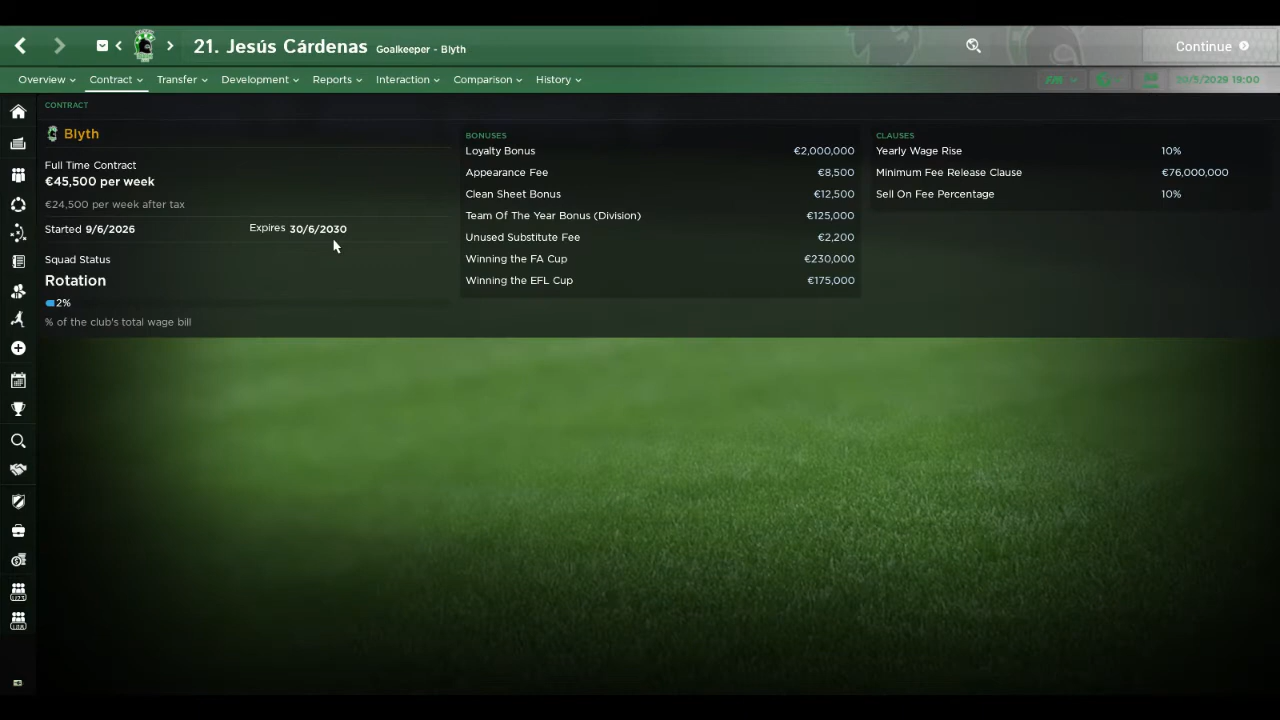 21. Jesús Cárdenas Goalkeeper - Blyth
Continue
Overview Contract Transfer Development Reports Interaction Comparison History
FM
20/5/2029 19:00
CONTRACT
Blyth
Full Time Contract
€45,500 per week
€24,500 per week after tax
Started 9/6/2026 Expires 30/6/2030
Squad Status
Rotation
2%
% of the club's total wage bill
BONUSES
Loyalty Bonus €2,000,000
Appearance Fee €8,500
Clean Sheet Bonus €12,500
Team Of The Year Bonus (Division) €125,000
Unused Substitute Fee €2,200
Winning the FA Cup €230,000
Winning the EFL Cup €175,000
CLAUSES
Yearly Wage Rise 10%
Minimum Fee Release Clause €76,000,000
Sell On Fee Percentage 10%